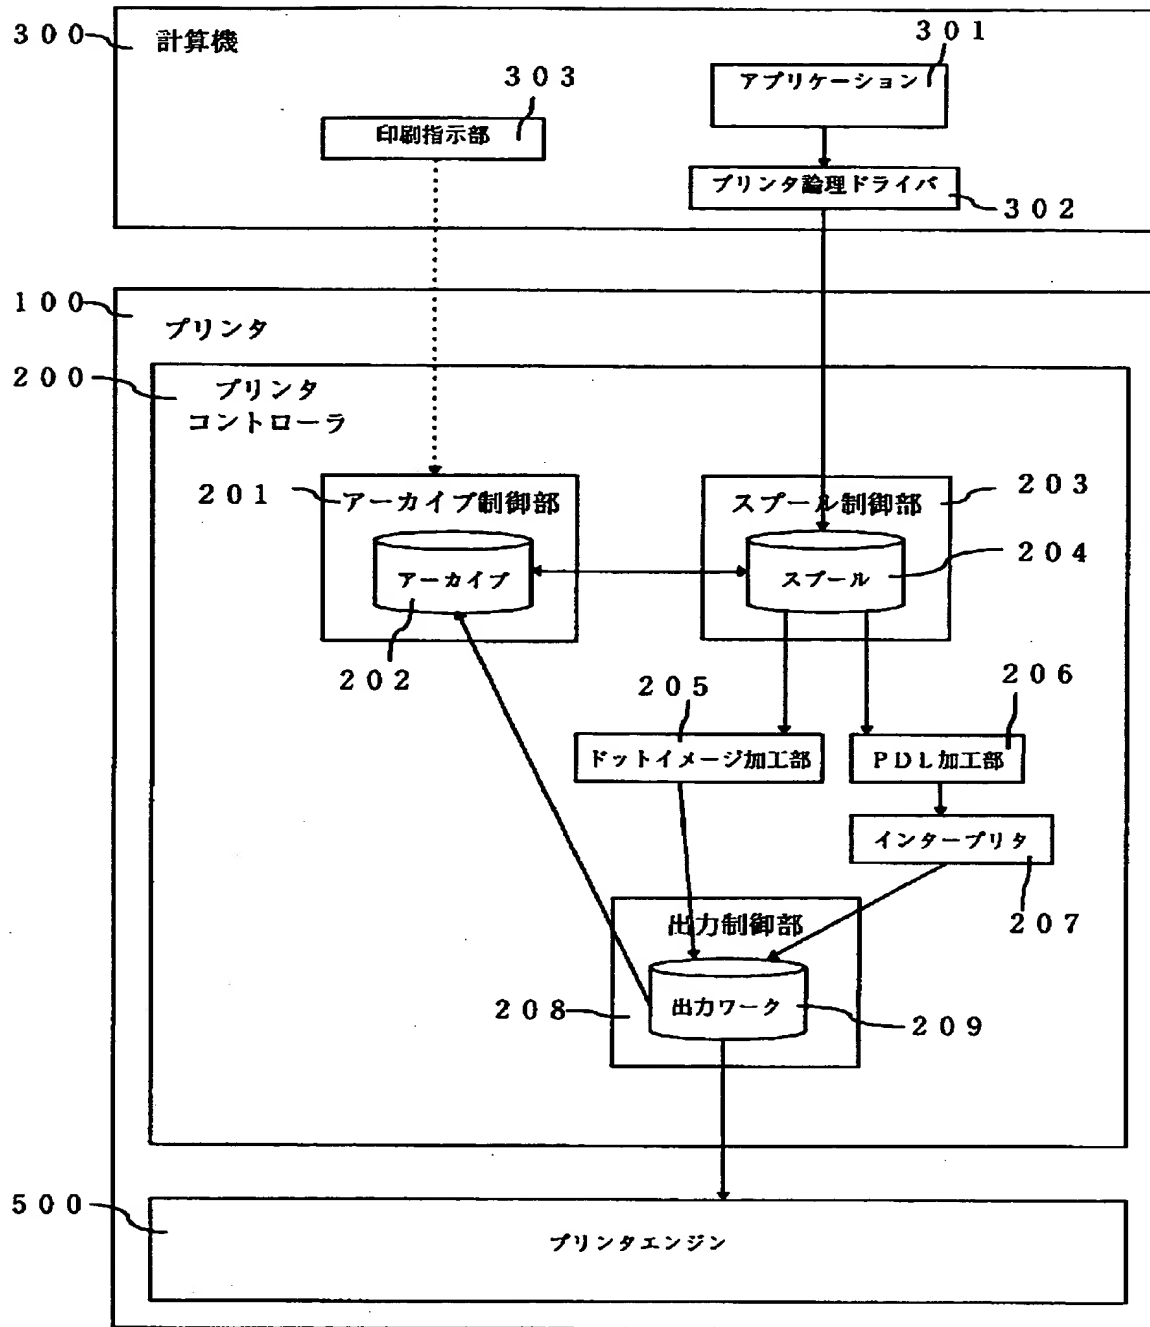 ３００
計算機
３０１
アプリケーション
３０３
印刷指示部
プリンタ論理ドライバ
３０２
１００
プリンタ
２００
プリンタ
コントローラ
２０１
アーカイブ制御部
スプール制御部
２０３
アーカイブ
スプール
２０４
２０２
２０５
２０６
ドットイメージ加工部
ＰＤＬ加工部
インタープリタ
２０７
出力制御部
２０８
出力ワーク
２０９
５００
プリンタエンジン